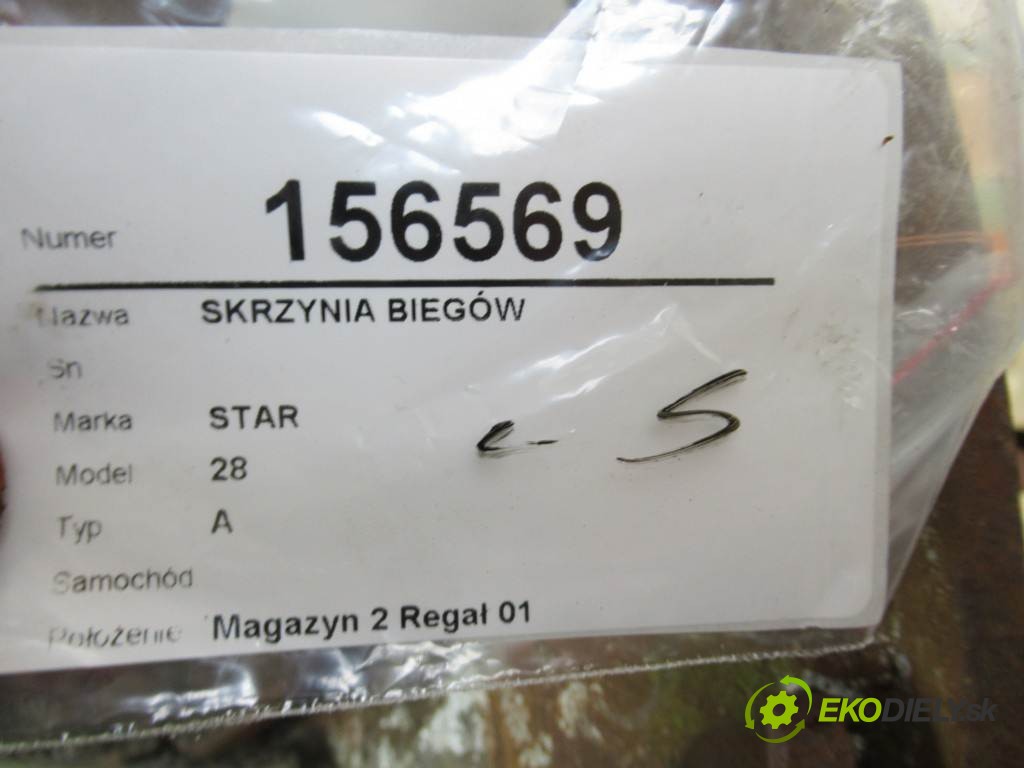 Numer 156569
Nazwa SKRZYNIA BIEGÓW
Sn
Marka STAR
Model 28
Typ A
Samochód
Położenie Magazyn 2 Regał 01
EKODIELY.sk